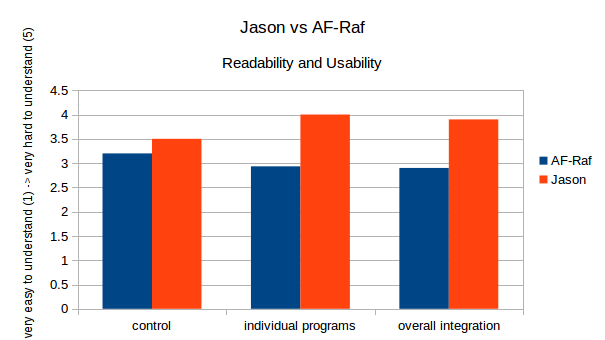 Jason vs AF-Raf
Readability and Usability
very easy to understand (1) -> very hard to understand (5)
4.5
4
3.5
3
2.5
2
1.5
1
0.5
0
control
individual programs
overall integration
AF-Raf
Jason